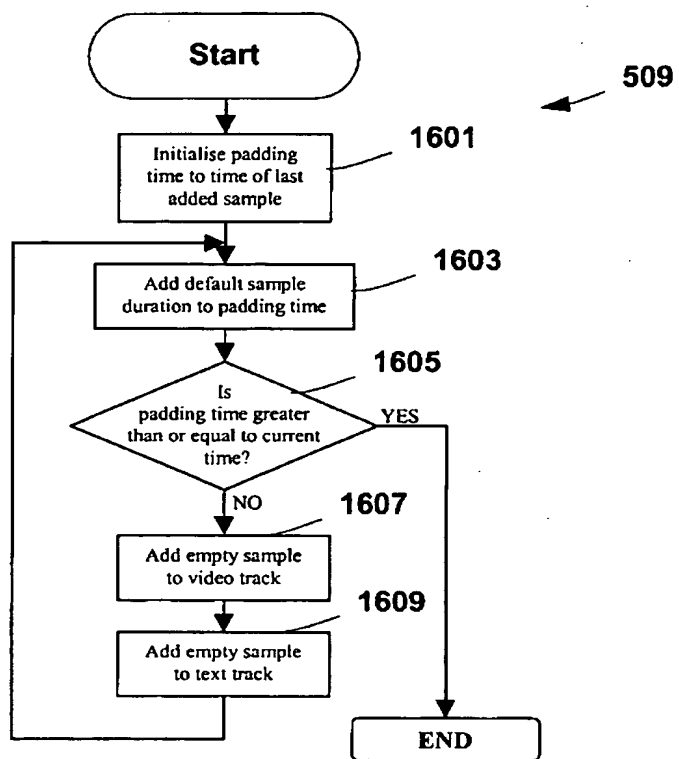 Start
509
1601
Initialise padding
time to time of last
added sample
1603
Add default sample
duration to padding time
1605
Is
padding time greater
than or equal to current
time?
YES
NO
1607
Add empty sample
to video track
1609
Add empty sample
to text track
END